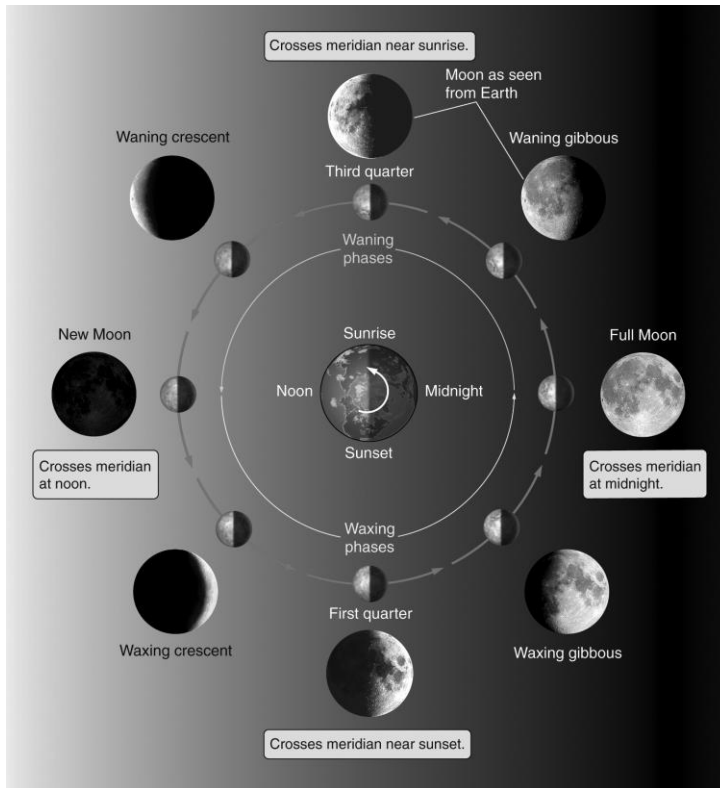 Crosses meridian near sunrise.
Moon as seen
from Earth
Waning crescent
Waning gibbous
Third quarter
Waning
phases
New Moon
Sunrise
Full Moon
Noon
Midnight
Sunset
Crosses meridian
at noon.
Crosses meridian
at midnight.
Waxing
phases
First quarter
Waxing crescent
Waxing gibbous
Crosses meridian near sunset.